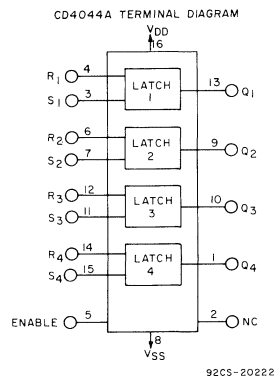 CD4044A TERMINAL DIAGRAM
VDD
16
R1 4
S1 3
LATCH 1
13 Q1
R2 6
S2 7
LATCH 2
9 Q2
R3 12
S3 11
LATCH 3
10 Q3
R4 14
S4 15
LATCH 4
1 Q4
ENABLE 5
2 NC
8
VSS
92CS-20222